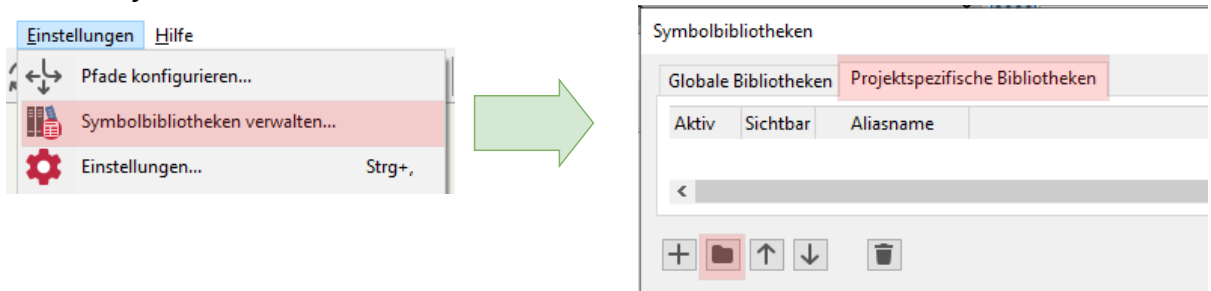 Einstellungen Hilfe
Pfade konfigurieren...
Symbolbibliotheken verwalten...
Einstellungen... Strg+,
Symbolbibliotheken
Globale Bibliotheken Projektspezifische Bibliotheken
Aktiv Sichtbar Aliasname